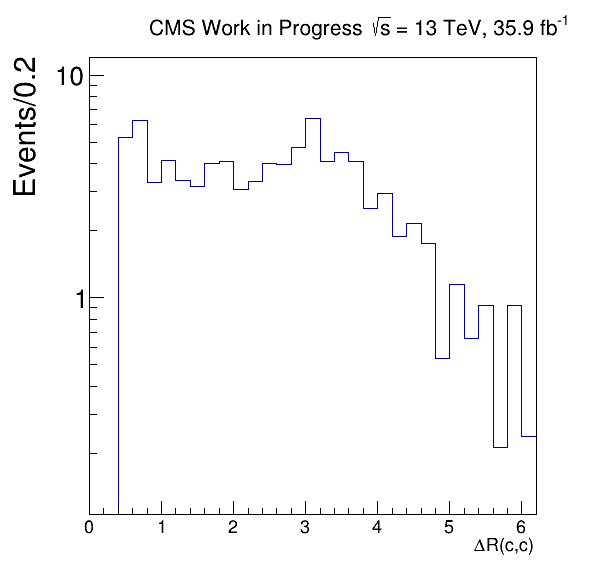 CMS Work in Progress √s = 13 TeV, 35.9 fb⁻¹
Events/0.2
10
1
0 1 2 3 4 5 6
ΔR(c,c)